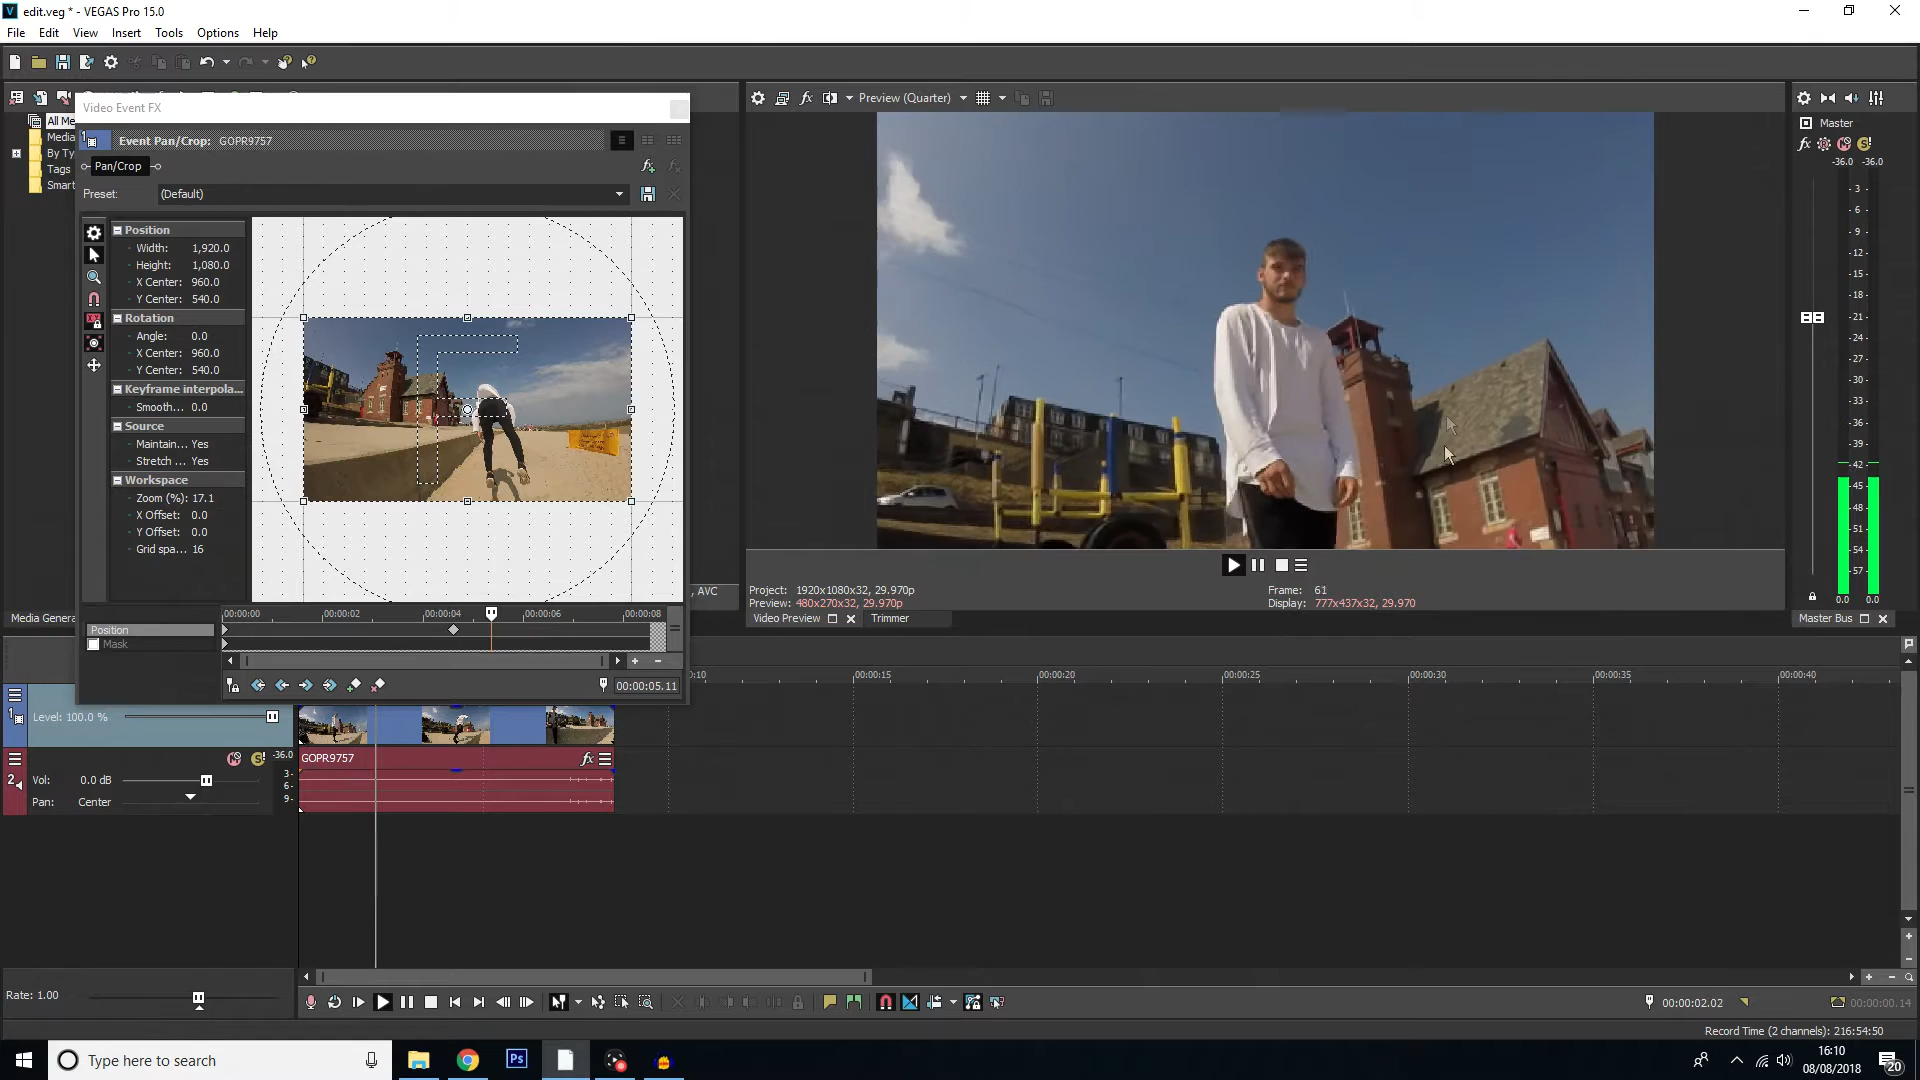 edit.veg * - VEGAS Pro 15.0
File Edit View Insert Tools Options Help
Video Event FX
Event Pan/Crop: GOPR9757
Pan/Crop
Preset: (Default)
All Me
Media
By Ty
Tags
Smart
Position
Width: 1,920.0
Height: 1,080.0
X Center: 960.0
Y Center: 540.0
Rotation
Angle: 0.0
X Center: 960.0
Y Center: 540.0
Keyframe interpola...
Smooth... 0.0
Source
Maintain... Yes
Stretch ... Yes
Workspace
Zoom (%): 17.1
X Offset: 0.0
Y Offset: 0.0
Grid spa... 16
00:00:00 00:00:02 00:00:04 00:00:06 00:00:08
Position
Mask
00:00:05.11
Media Genera
, AVC
Preview (Quarter)
Project: 1920x1080x32, 29.970p
Preview: 480x270x32, 29.970p
Frame: 61
Display: 777x437x32, 29.970
Video Preview Trimmer
Master
fx
-36.0 -36.0
3
6
9
12
15
18
21
24
27
30
33
36
39
42
45
48
51
54
57
0.0 0.0
Master Bus
:10 00:00:15 00:00:20 00:00:25 00:00:30 00:00:35 00:00:40
1
Level: 100.0 %
2
-36.0
3
6
9
Vol: 0.0 dB
Pan: Center
GOPR9757 fx
Rate: 1.00
00:00:02.02
00:00:00.14
Record Time (2 channels): 216:54:50
Type here to search
Ps
16:10
08/08/2018
20